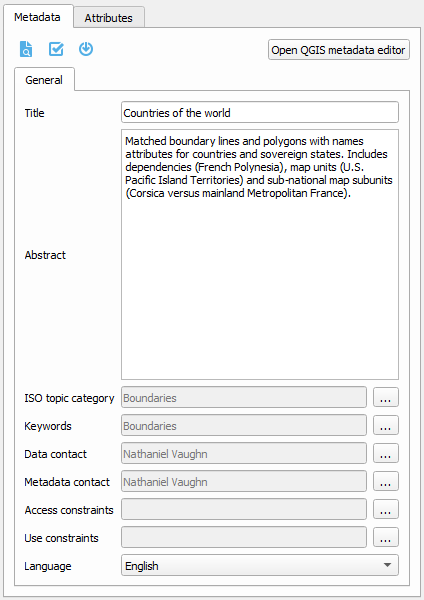 Metadata
Attributes
Open QGIS metadata editor
General
Title
Countries of the world
Abstract
Matched boundary lines and polygons with names
attributes for countries and sovereign states. Includes
dependencies (French Polynesia), map units (U.S.
Pacific Island Territories) and sub-national map subunits
(Corsica versus mainland Metropolitan France).
ISO topic category
Boundaries
...
Keywords
Boundaries
...
Data contact
Nathaniel Vaughn
...
Metadata contact
Nathaniel Vaughn
...
Access constraints
...
Use constraints
...
Language
English